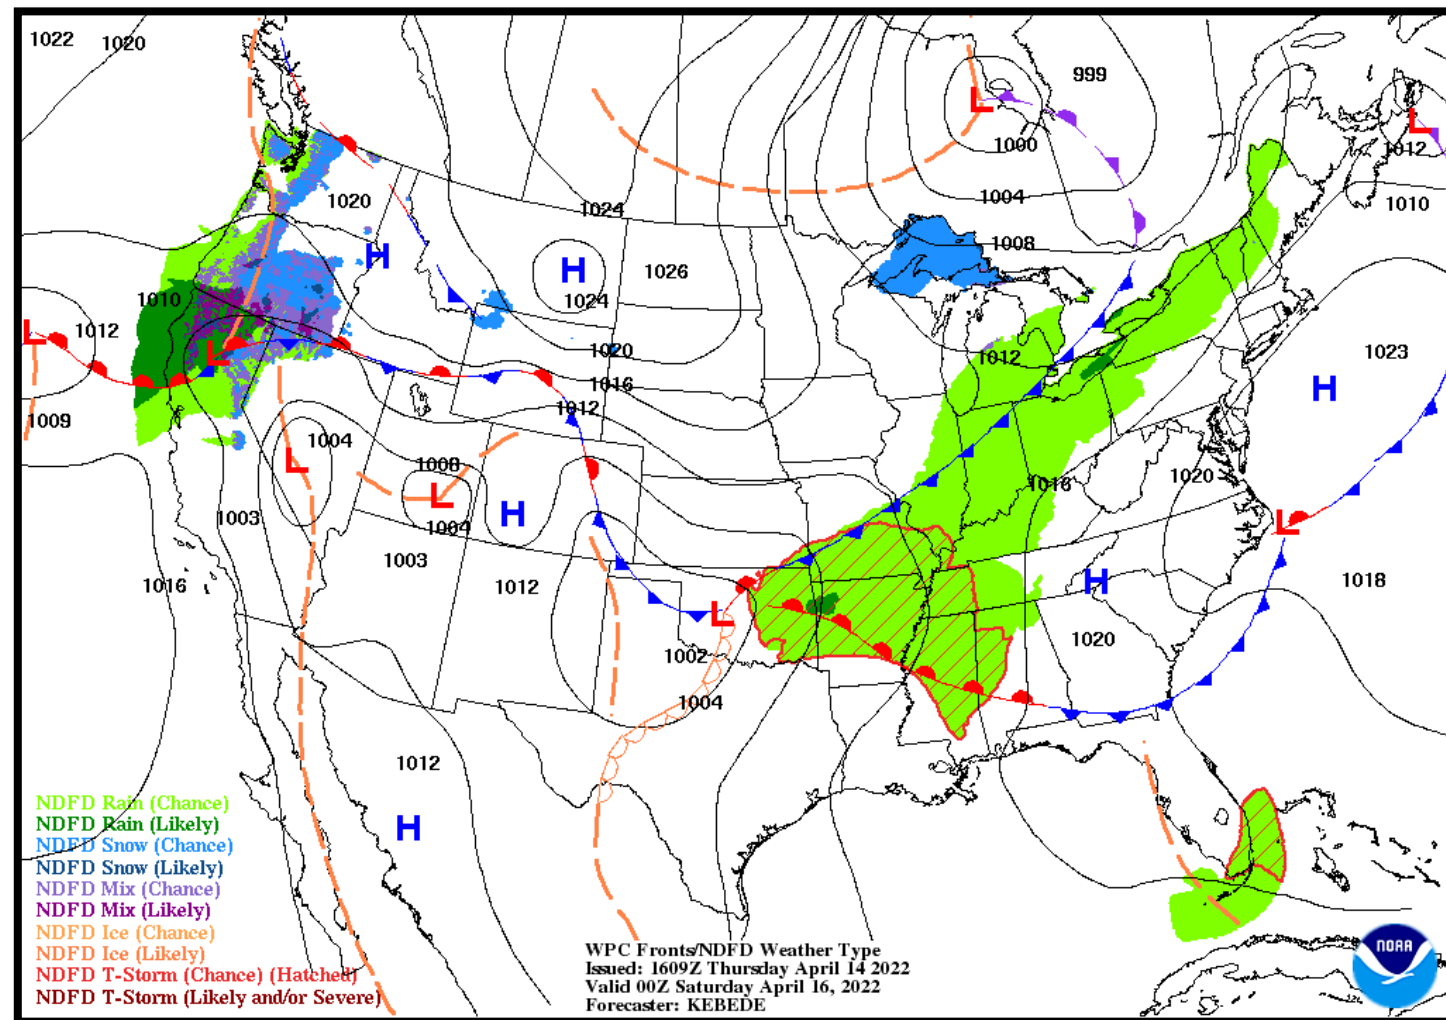 1022
1020
999
1000
1012
1020
1004
1010
1024
1008
1026
1010
1024
1012
1020
1012
1023
1016
1012
1009
1004
1008
1020
1016
1003
1004
1003
1016
1012
1018
1020
1002
1004
1012
H
H
H
H
H
H
L
L
L
L
L
L
L
L
NDFD Rain (Chance)
NDFD Rain (Likely)
NDFD Snow (Chance)
NDFD Snow (Likely)
NDFD Mix (Chance)
NDFD Mix (Likely)
NDFD Ice (Chance)
NDFD Ice (Likely)
NDFD T-Storm (Chance) (Hatched)
NDFD T-Storm (Likely and/or Severe)
WPC Fronts/NDFD Weather Type
Issued: 1609Z Thursday April 14 2022
Valid 00Z Saturday April 16, 2022
Forecaster: KEBEDE
NOAA